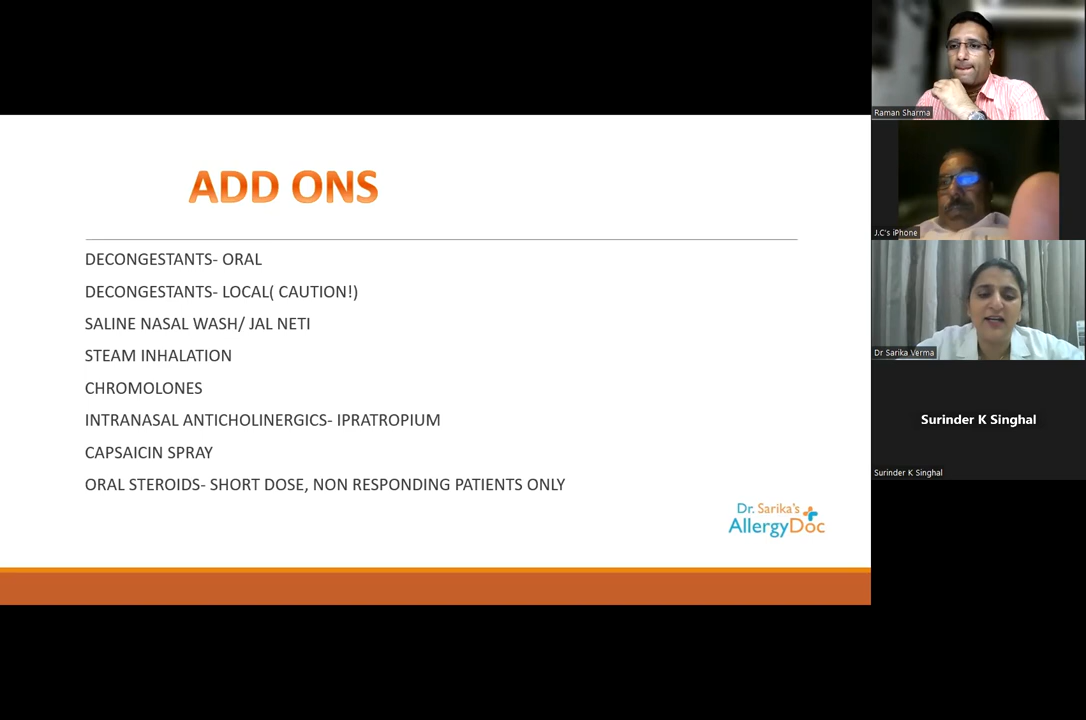 ADD ONS
DECONGESTANTS- ORAL
DECONGESTANTS- LOCAL( CAUTION!)
SALINE NASAL WASH/ JAL NETI
STEAM INHALATION
CHROMOLONES
INTRANASAL ANTICHOLINERGICS- IPRATROPIUM
CAPSAICIN SPRAY
ORAL STEROIDS- SHORT DOSE, NON RESPONDING PATIENTS ONLY
Dr. Sarika's
AllergyDoc
Raman Sharma
J.C's iPhone
Dr Sarika Verma
Surinder K Singhal
Surinder K Singhal